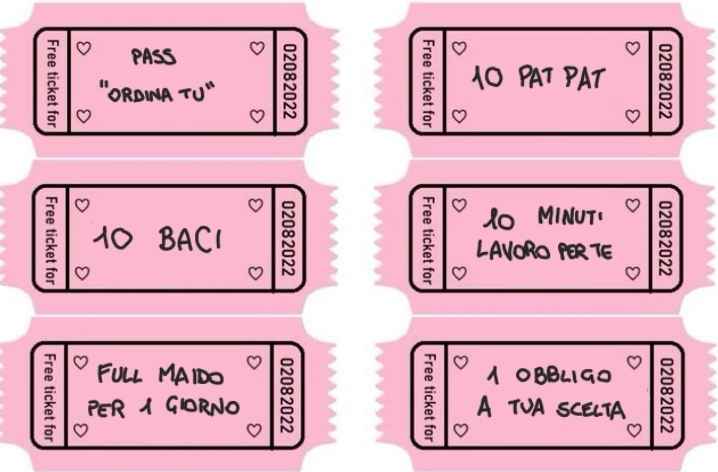 Free ticket for
PASS
"ORDINA TU"
02082022
Free ticket for
10 PAT PAT
02082022
Free ticket for
10 BACI
02082022
Free ticket for
10 MINUTI
LAVORO PER TE
02082022
Free ticket for
FULL MAIDO
PER 1 GIORNO
02082022
Free ticket for
1 OBBLIGO
A TUA SCELTA
02082022